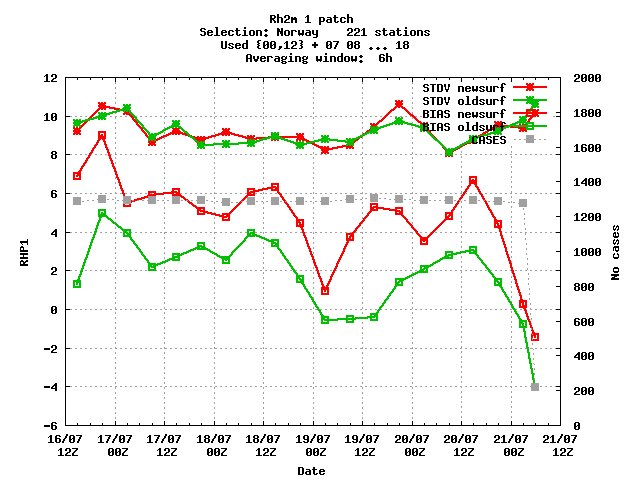 Rh2m 1 patch
Selection: Norway    221 stations
Used {00,12} + 07 08 ... 18
Averaging window:  6h
12 2000
STDV newsurf
STDV oldsurf
BIAS newsurf
BIAS oldsurf
CASES
10 1800
8 1600
6 1400
4 1200
2 1000
0 800
-2 600
-4 400
-6 200
0
RHP1
No cases
16/07 17/07 17/07 18/07 18/07 19/07 19/07 20/07 20/07 21/07 21/07
12Z 00Z 12Z 00Z 12Z 00Z 12Z 00Z 12Z 00Z 12Z
Date